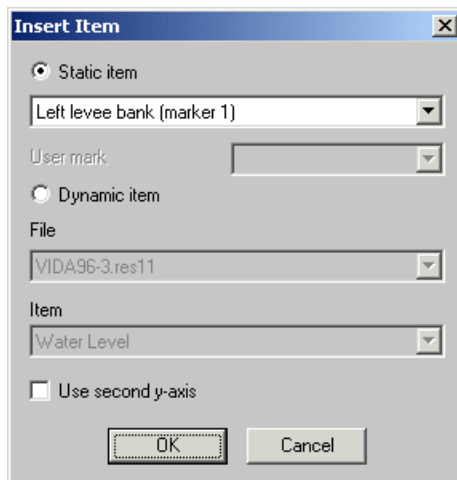 Insert Item
Static item
Left levee bank (marker 1)
User mark
Dynamic item
File
VIDA96-3.res11
Item
Water Level
Use second y-axis
OK Cancel